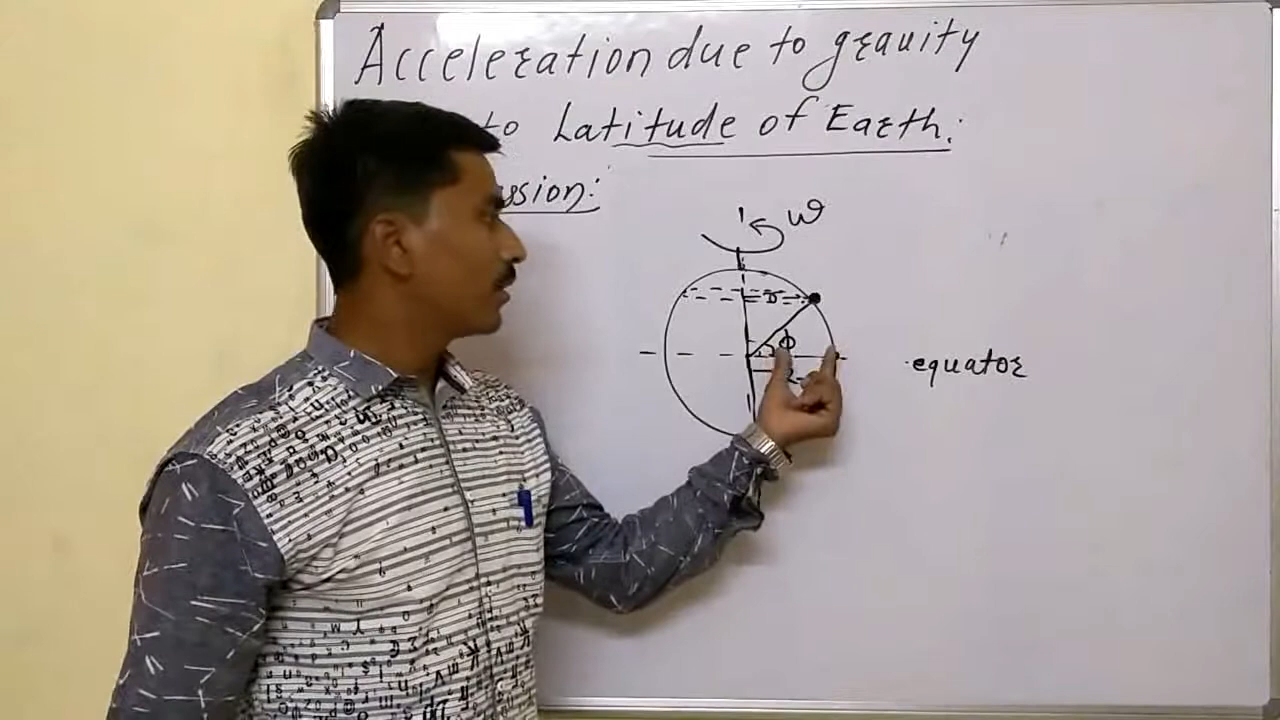 Acceleration due to gravity
to Latitude of Earth:
ssion:
ω
r
ϕ
R
equator